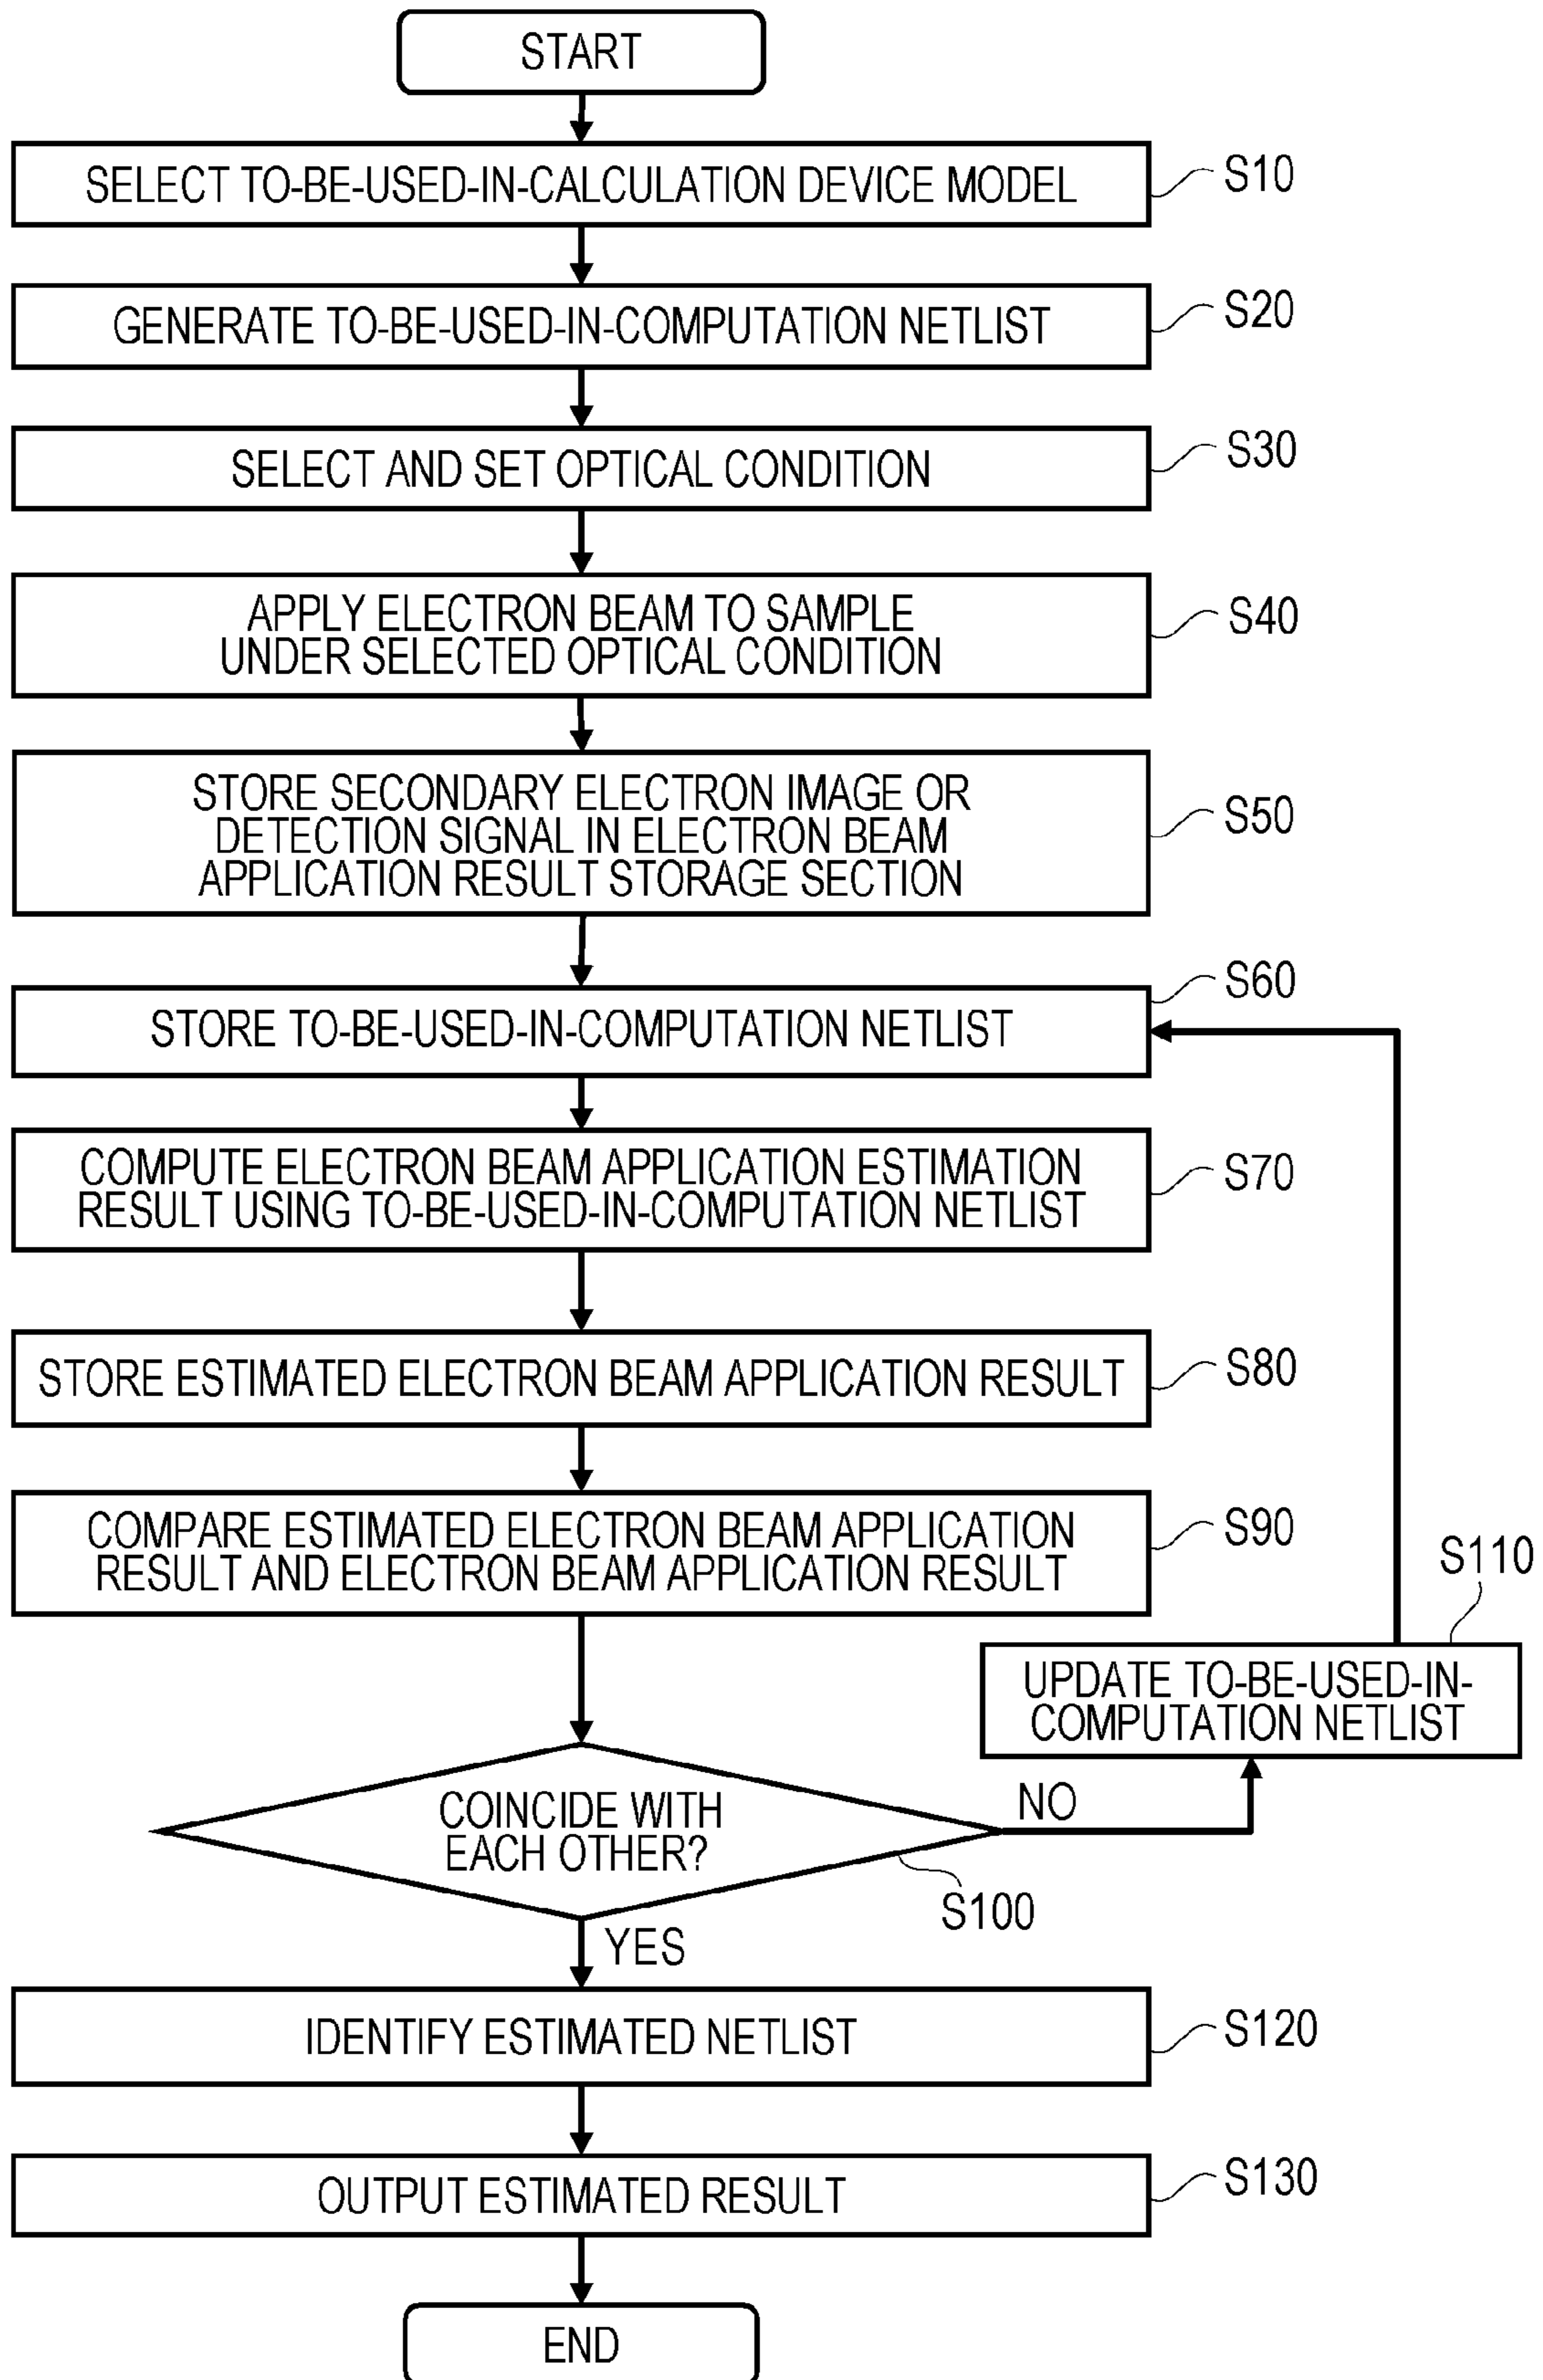 START
SELECT TO-BE-USED-IN-CALCULATION DEVICE MODEL
S10
GENERATE TO-BE-USED-IN-COMPUTATION NETLIST
S20
SELECT AND SET OPTICAL CONDITION
S30
APPLY ELECTRON BEAM TO SAMPLE
UNDER SELECTED OPTICAL CONDITION
S40
STORE SECONDARY ELECTRON IMAGE OR
DETECTION SIGNAL IN ELECTRON BEAM
APPLICATION RESULT STORAGE SECTION
S50
STORE TO-BE-USED-IN-COMPUTATION NETLIST
S60
COMPUTE ELECTRON BEAM APPLICATION ESTIMATION
RESULT USING TO-BE-USED-IN-COMPUTATION NETLIST
S70
STORE ESTIMATED ELECTRON BEAM APPLICATION RESULT
S80
COMPARE ESTIMATED ELECTRON BEAM APPLICATION
RESULT AND ELECTRON BEAM APPLICATION RESULT
S90
S110
UPDATE TO-BE-USED-IN-
COMPUTATION NETLIST
COINCIDE WITH
EACH OTHER?
NO
S100
YES
IDENTIFY ESTIMATED NETLIST
S120
OUTPUT ESTIMATED RESULT
S130
END